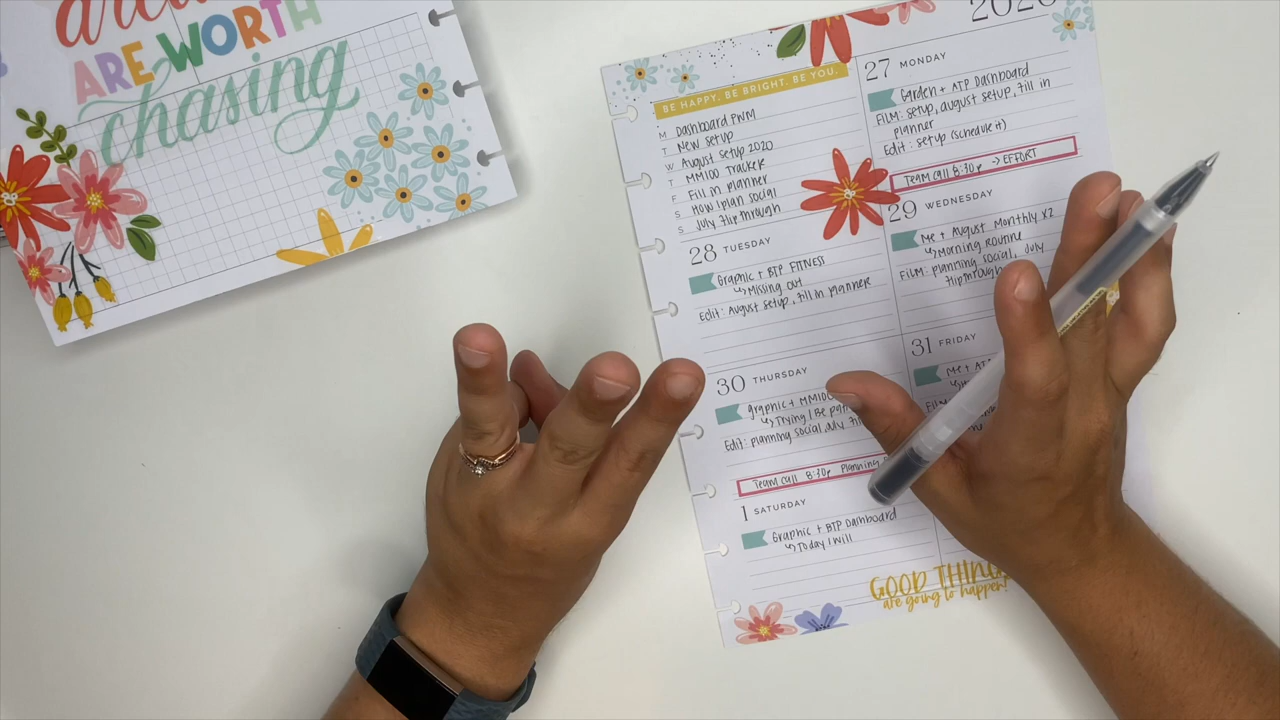 ARE WORTH
chasing
2020
BE HAPPY. BE BRIGHT. BE YOU.
M Dashboard PWM
T New setup
W August setup 2020
T MM100 Tracker
F Fill in planner
S How I plan social
S July flip through
27 MONDAY
Garden + ATP Dashboard
FILM: setup, august setup, fill in
planner
Edit: setup (schedule it)
Team call 8:30p → EFFORT
28 TUESDAY
Graphic + BTP FITNESS
↳Missing out
Edit: August setup, fill in planner
29 WEDNESDAY
Me + August Monthly x2
↳Morning Routine
FILM: planning social, July
flipthrough
30 THURSDAY
graphic + MM100
↳Trying / Be
Edit: planning social, July
Team call 8:30p Planning
31 FRIDAY
Me +
1 SATURDAY
Graphic + BTP Dashboard
↳Today I will
GOOD THINGS
are going to happen!